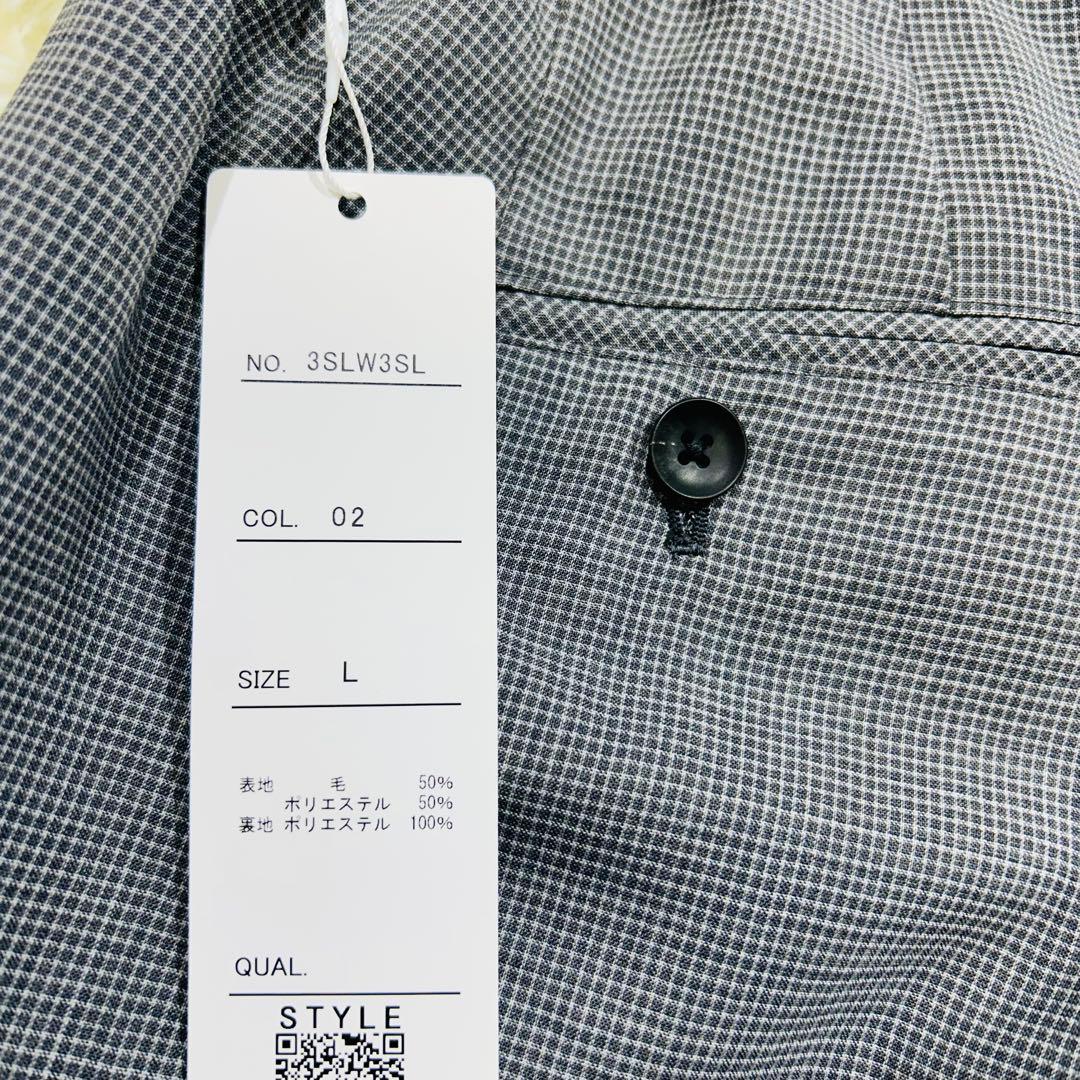 NO. 3SLW3SL
COL. 02
SIZE L
表地 毛 50%
ポリエステル 50%
裏地 ポリエステル 100%
QUAL.
STYLE